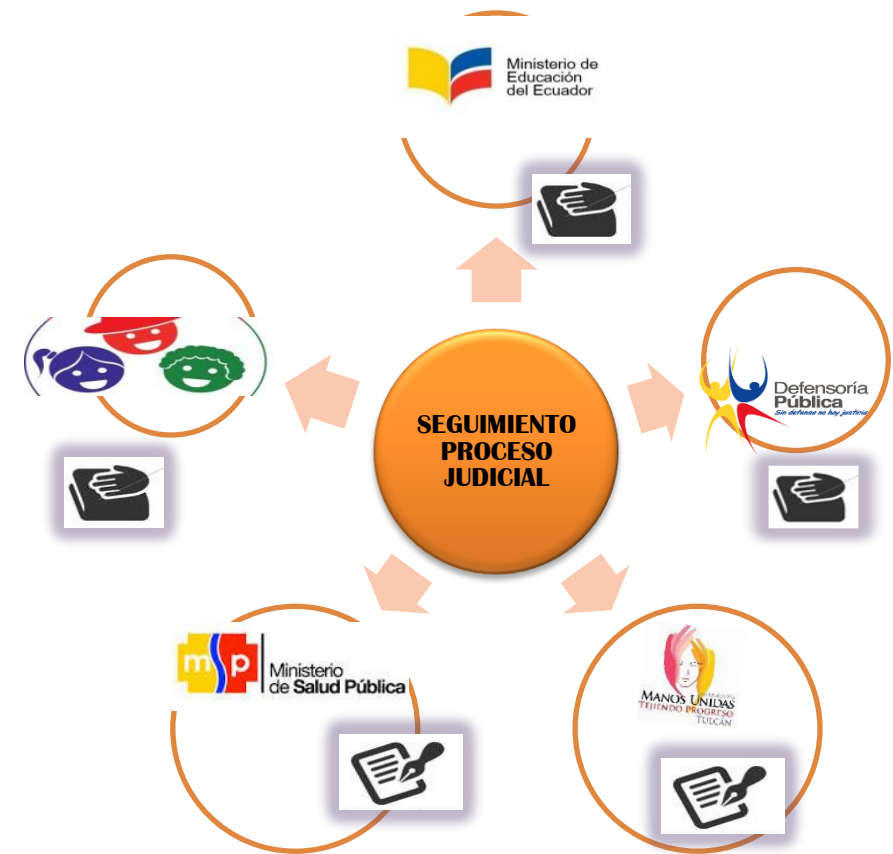 Ministerio de
Educación
del Ecuador
Defensoría
Pública
Sin defensa no hay justicia
SEGUIMIENTO
PROCESO
JUDICIAL
msp
Ministerio
de Salud Pública
MANOS UNIDAS
TEJIENDO PROGRESO
TULCÁN